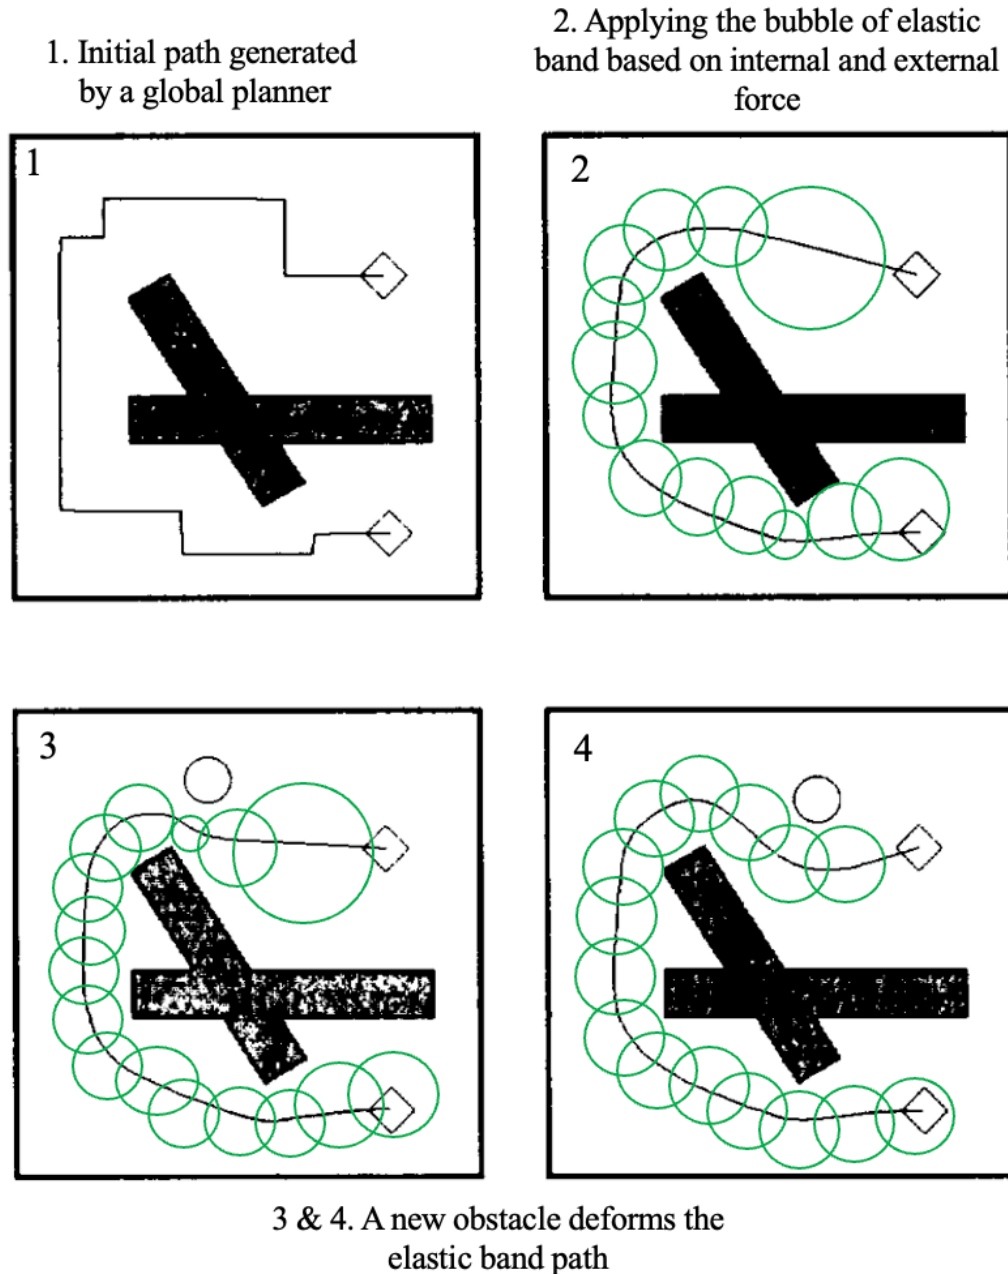 1. Initial path generated
by a global planner
2. Applying the bubble of elastic
band based on internal and external
force
1
2
3
4
3 & 4. A new obstacle deforms the
elastic band path